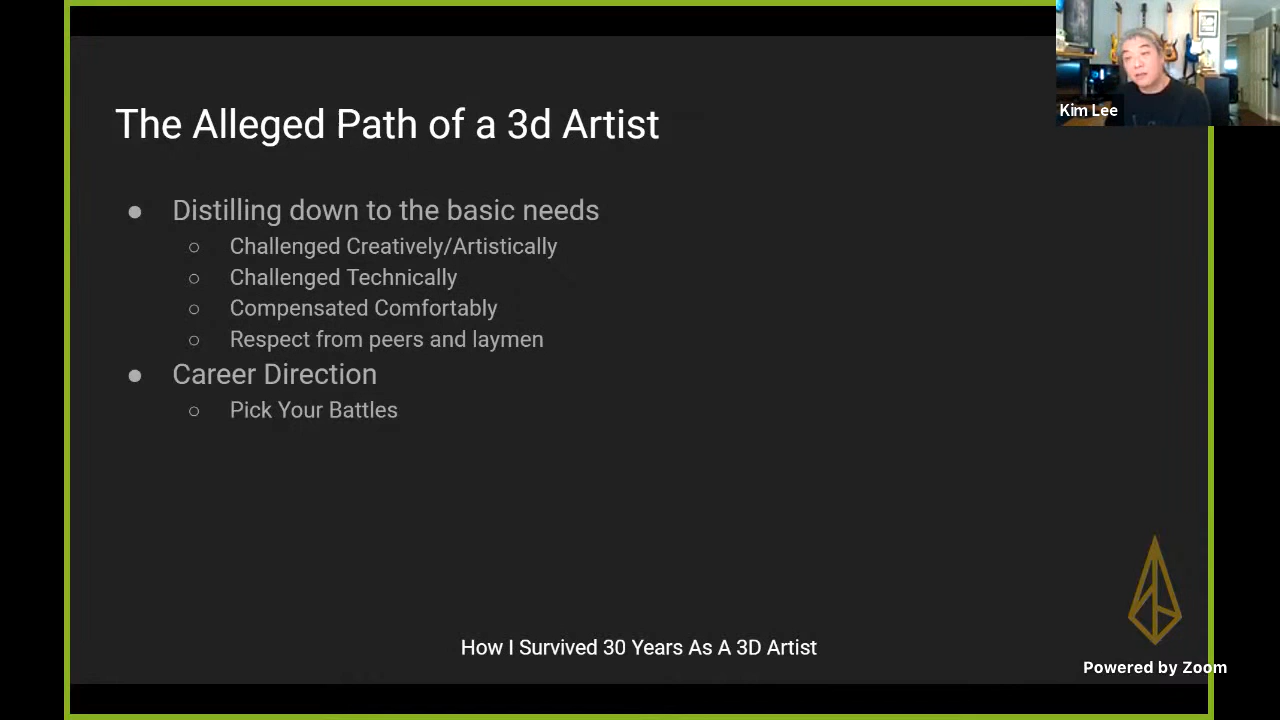 The Alleged Path of a 3d Artist
● Distilling down to the basic needs
○ Challenged Creatively/Artistically
○ Challenged Technically
○ Compensated Comfortably
○ Respect from peers and laymen
● Career Direction
○ Pick Your Battles
How I Survived 30 Years As A 3D Artist
Kim Lee
Powered by Zoom